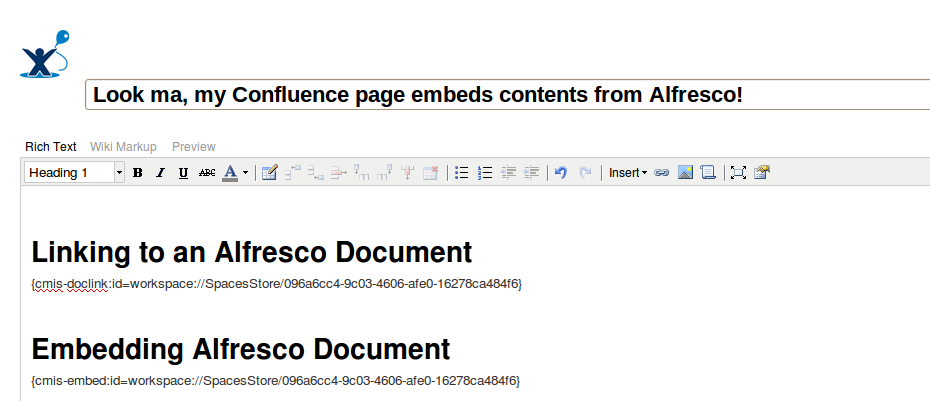 Look ma, my Confluence page embeds contents from Alfresco!
Rich Text Wiki Markup Preview
Heading 1 B I U ABC A Insert
Linking to an Alfresco Document
{cmis-doclink:id=workspace://SpacesStore/096a6cc4-9c03-4606-afe0-16278ca484f6}
Embedding Alfresco Document
{cmis-embed:id=workspace://SpacesStore/096a6cc4-9c03-4606-afe0-16278ca484f6}